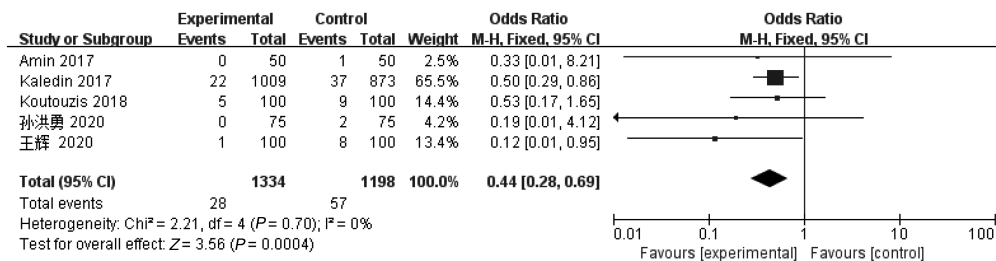 Experimental Control Odds Ratio Odds Ratio
Study or Subgroup Events Total Events Total Weight M-H, Fixed, 95% CI M-H, Fixed, 95% CI
Amin 2017 0 50 1 50 2.5% 0.33 [0.01, 8.21]
Kaledin 2017 22 1009 37 873 65.5% 0.50 [0.29, 0.86]
Koutouzis 2018 5 100 9 100 14.4% 0.53 [0.17, 1.65]
孙洪勇 2020 0 75 2 75 4.2% 0.19 [0.01, 4.12]
王辉 2020 1 100 8 100 13.4% 0.12 [0.01, 0.95]
Total (95% CI) 1334 1198 100.0% 0.44 [0.28, 0.69]
Total events 28 57
Heterogeneity: Chi² = 2.21, df = 4 (P = 0.70); I² = 0%
Test for overall effect: Z = 3.56 (P = 0.0004)
0.01 0.1 1 10 100
Favours [experimental] Favours [control]